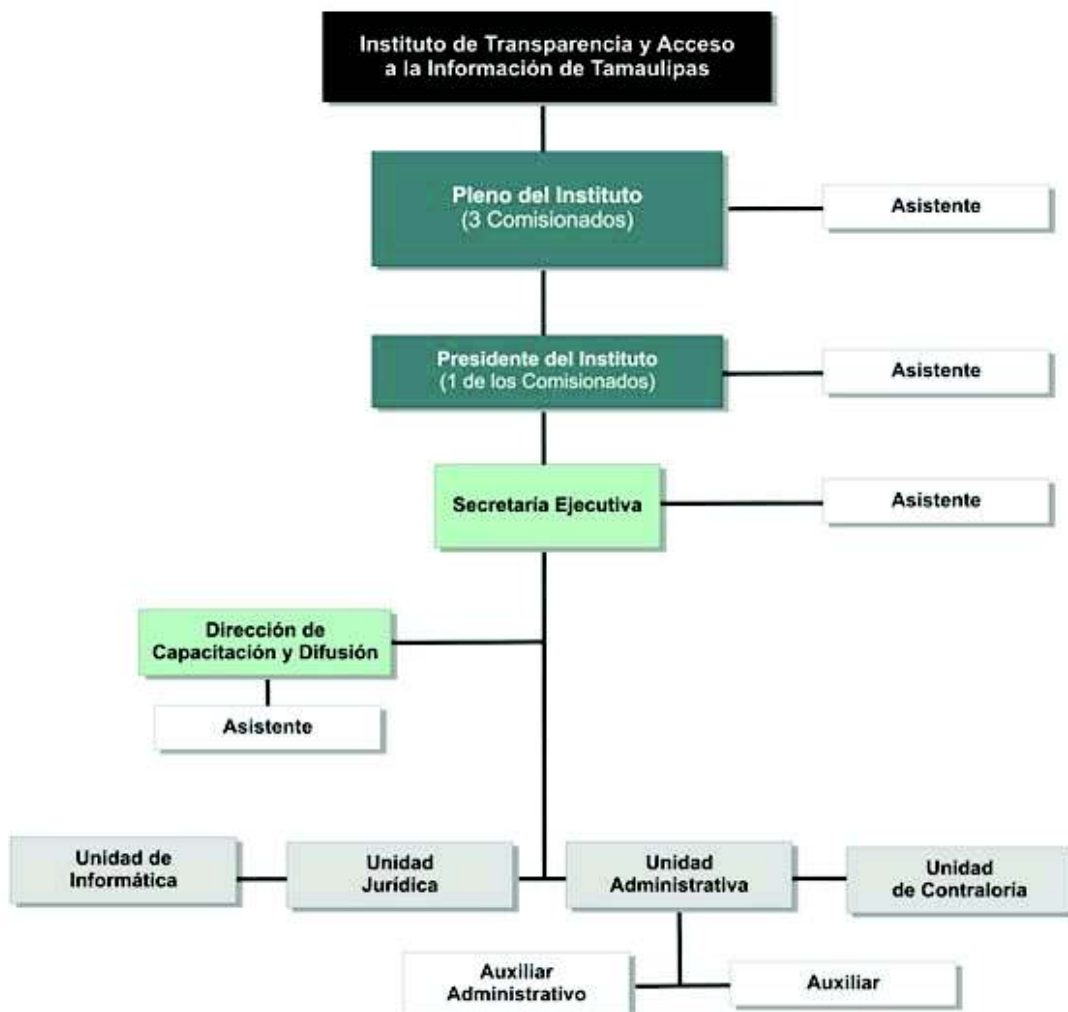 Instituto de Transparencia y Acceso
a la Información de Tamaulipas
Pleno del Instituto
(3 Comisionados)
Asistente
Presidente del Instituto
(1 de los Comisionados)
Asistente
Secretaría Ejecutiva
Asistente
Dirección de
Capacitación y Difusión
Asistente
Unidad de
Informática
Unidad
Jurídica
Unidad
Administrativa
Unidad
de Contraloría
Auxiliar
Administrativo
Auxiliar